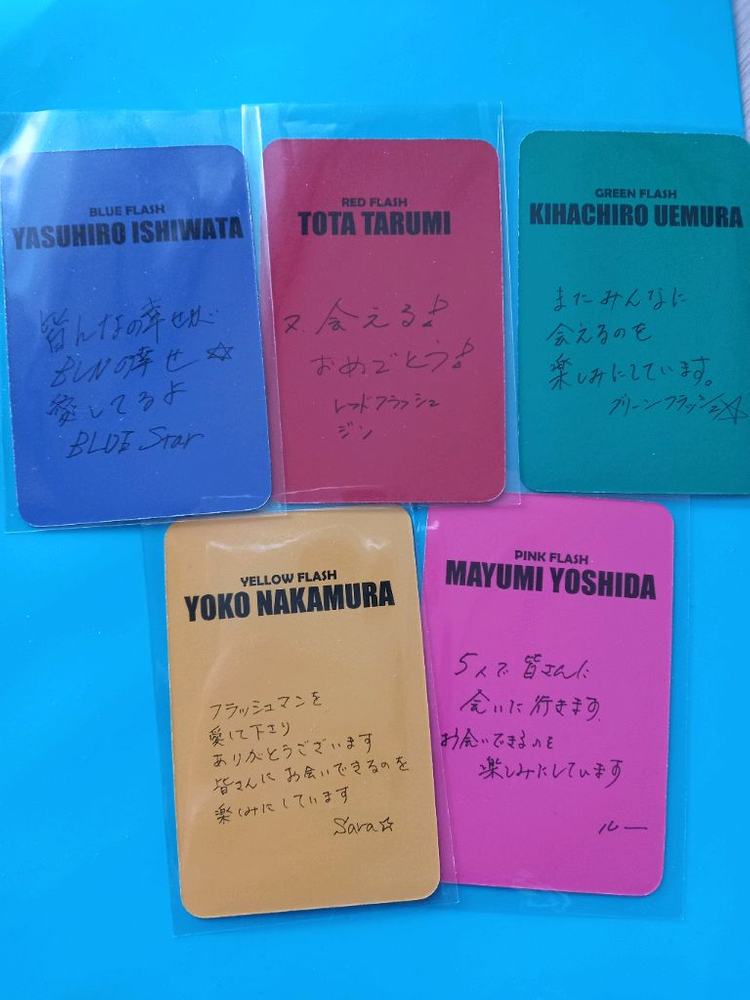 BLUE FLASH
YASUHIRO ISHIWATA
皆んなの幸せが
BLNの幸せ☆
愛してるよ
BLUE Star
RED FLASH
TOTA TARUMI
又、会える♪
おめでとう♪
レッドフラッシュ
ジン
GREEN FLASH
KIHACHIRO UEMURA
またみんなに
会えるのを
楽しみにしています。
グリーンフラッシュ☆
YELLOW FLASH
YOKO NAKAMURA
フラッシュマンを
愛して下さり
ありがとうございます
皆さんにお会いできるのを
楽しみにしています
Sara☆
PINK FLASH
MAYUMI YOSHIDA
5人で皆さんに
会いに行きます
お会いできるのを
楽しみにしています
ルー